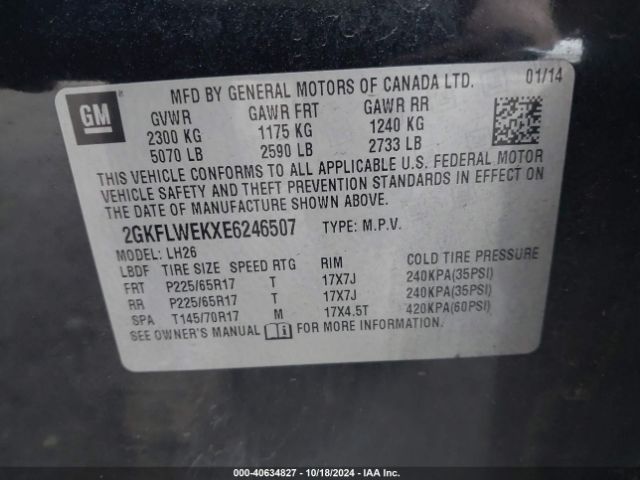 MFD BY GENERAL MOTORS OF CANADA LTD. 01/14
GM
GVWR GAWR FRT GAWR RR
2300 KG 1175 KG 1240 KG
5070 LB 2590 LB 2733 LB
THIS VEHICLE CONFORMS TO ALL APPLICABLE U.S. FEDERAL MOTOR
VEHICLE SAFETY AND THEFT PREVENTION STANDARDS IN EFFECT ON
THE DATE OF MANUFACTURE SHOWN ABOVE.
2GKFLWEKXE6246507 TYPE: M.P.V.
MODEL: LH26
LBDF TIRE SIZE SPEED RTG RIM COLD TIRE PRESSURE
FRT P225/65R17 T 17X7J 240KPA(35PSI)
RR P225/65R17 T 17X7J 240KPA(35PSI)
SPA T145/70R17 M 17X4.5T 420KPA(60PSI)
SEE OWNER'S MANUAL FOR MORE INFORMATION.
000-40634827 - 10/18/2024 - IAA Inc.